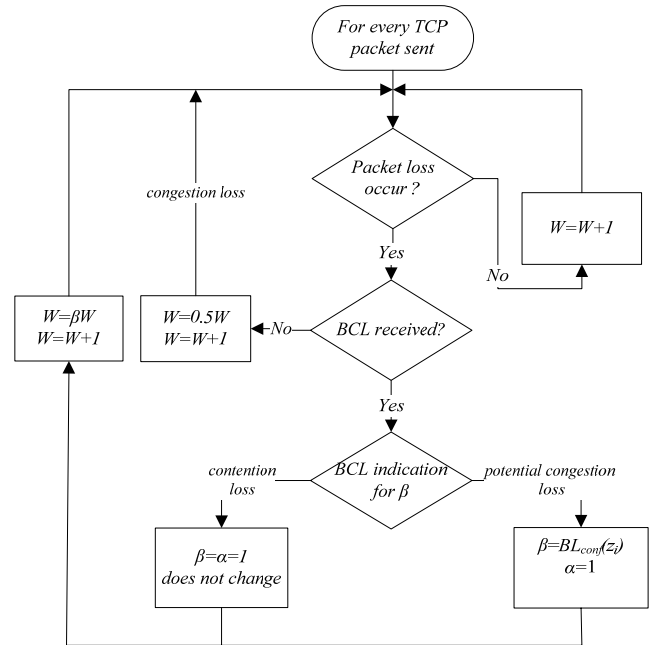 For every TCP
packet sent
Packet loss
occur ?
congestion loss
W=W+1
Yes
No
W=βW
W=W+1
W=0.5W
W=W+1
No
BCL received?
Yes
contention
loss
BCL indication
for β
potential congestion
loss
β=α=1
does not change
β=BLconf(zi)
α=1